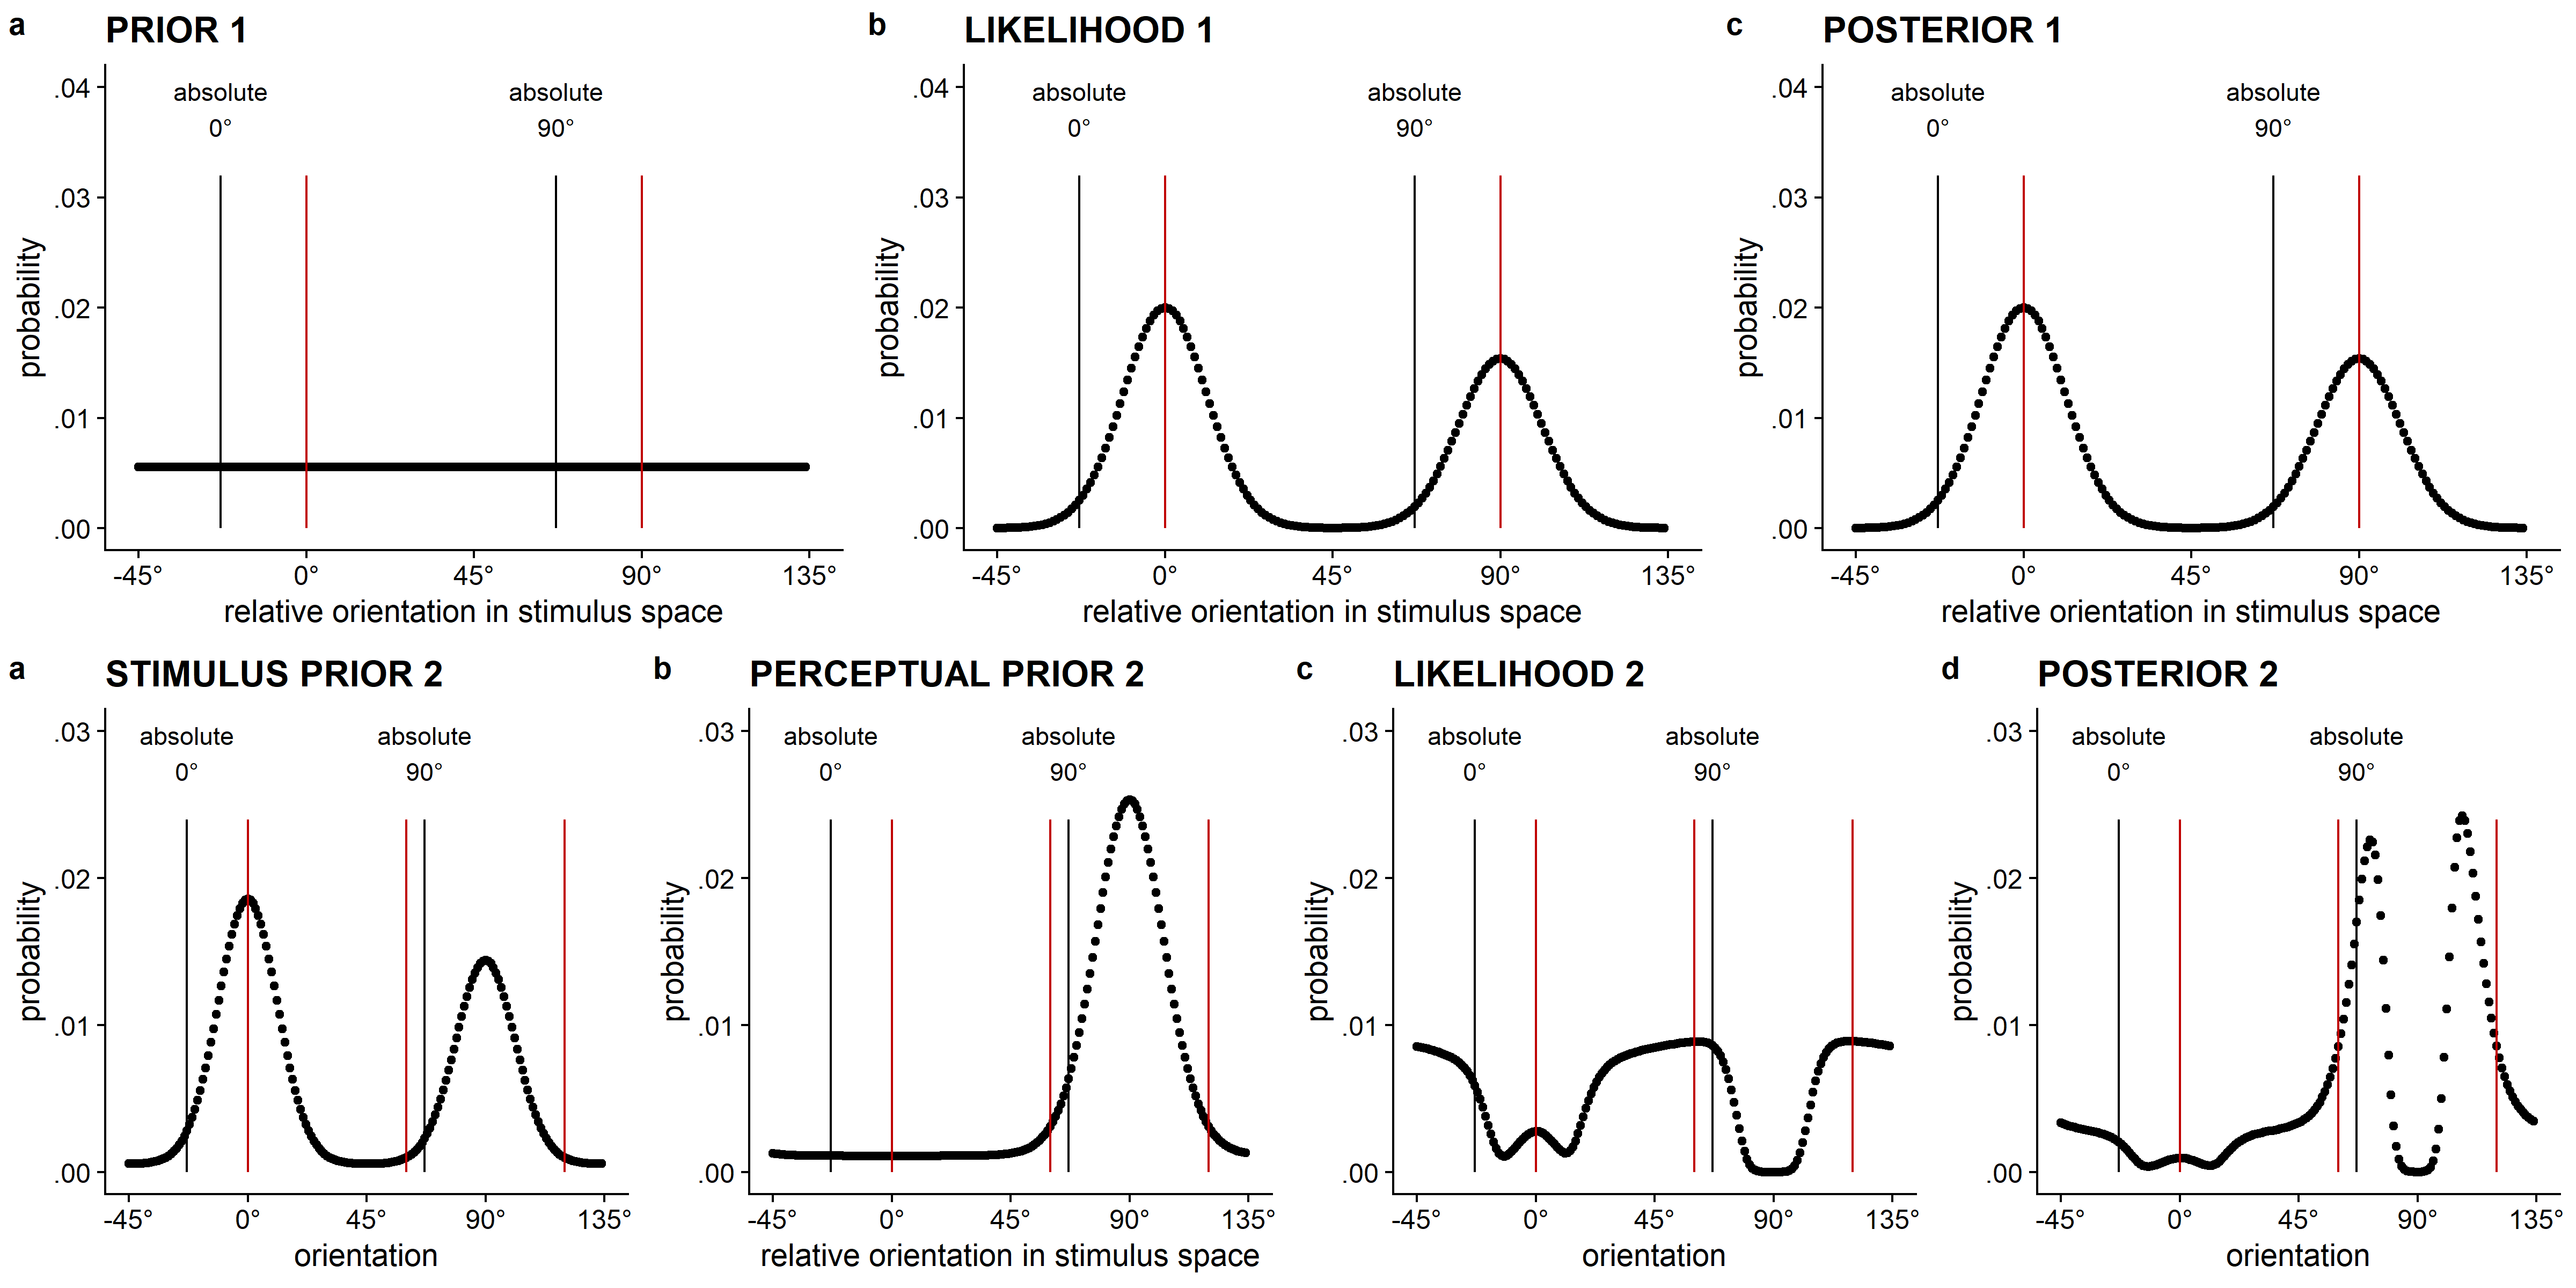 a PRIOR 1
absolute absolute
0° 90°
.04
.03
.02
.01
.00
probability
-45° 0° 45° 90° 135°
relative orientation in stimulus space
b LIKELIHOOD 1
absolute absolute
0° 90°
.04
.03
.02
.01
.00
probability
-45° 0° 45° 90° 135°
relative orientation in stimulus space
c POSTERIOR 1
absolute absolute
0° 90°
.04
.03
.02
.01
.00
probability
-45° 0° 45° 90° 135°
relative orientation in stimulus space
a STIMULUS PRIOR 2
absolute absolute
0° 90°
.03
.02
.01
.00
probability
-45° 0° 45° 90° 135°
orientation
b PERCEPTUAL PRIOR 2
absolute absolute
0° 90°
.03
.02
.01
.00
probability
-45° 0° 45° 90° 135°
relative orientation in stimulus space
c LIKELIHOOD 2
absolute absolute
0° 90°
.03
.02
.01
.00
probability
-45° 0° 45° 90° 135°
orientation
d POSTERIOR 2
absolute absolute
0° 90°
.03
.02
.01
.00
probability
-45° 0° 45° 90° 135°
orientation